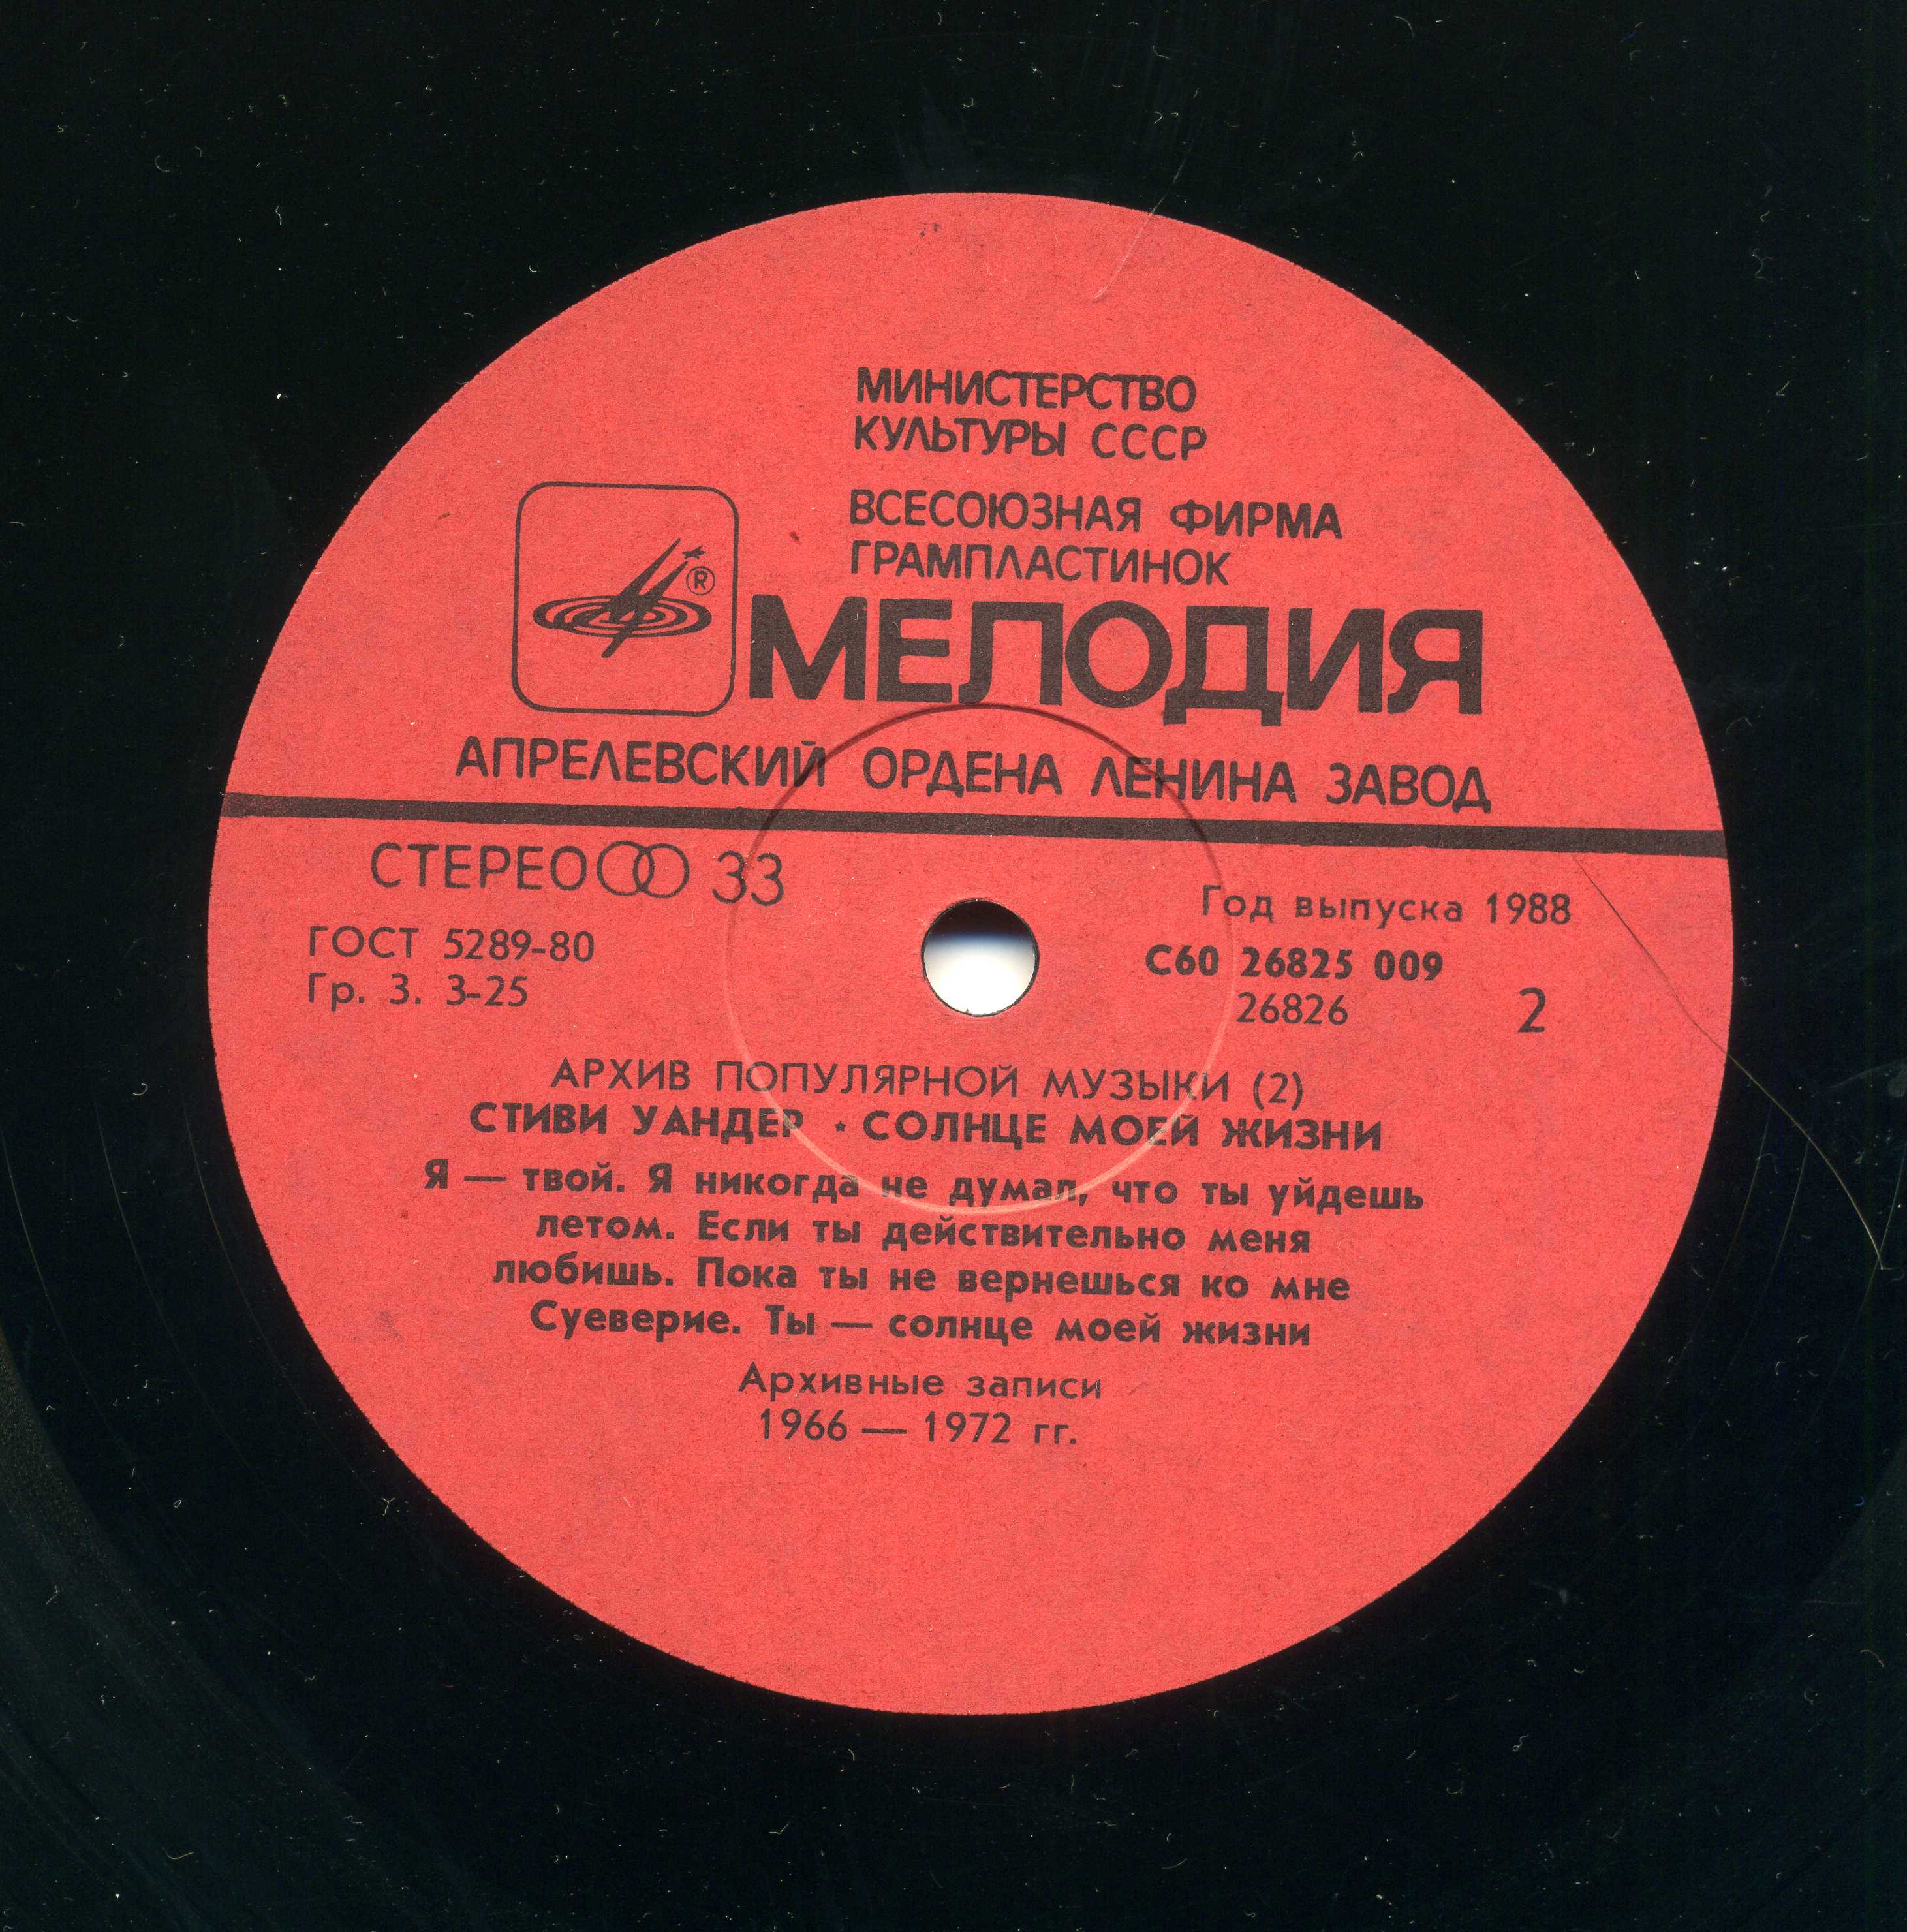 МИНИСТЕРСТВО
КУЛЬТУРЫ СССР
ВСЕСОЮЗНАЯ ФИРМА
ГРАМПЛАСТИНОК
®
МЕЛОДИЯ
АПРЕЛЕВСКИЙ ОРДЕНА ЛЕНИНА ЗАВОД
СТЕРЕО 33
Год выпуска 1988
ГОСТ 5289-80
С60 26825 009
Гр. 3. 3-25
26826
2
АРХИВ ПОПУЛЯРНОЙ МУЗЫКИ (2)
СТИВИ УАНДЕР ⋆ СОЛНЦЕ МОЕЙ ЖИЗНИ
Я — твой. Я никогда не думал, что ты уйдешь
летом. Если ты действительно меня
любишь. Пока ты не вернешься ко мне
Суеверие. Ты — солнце моей жизни
Архивные записи
1966 — 1972 гг.